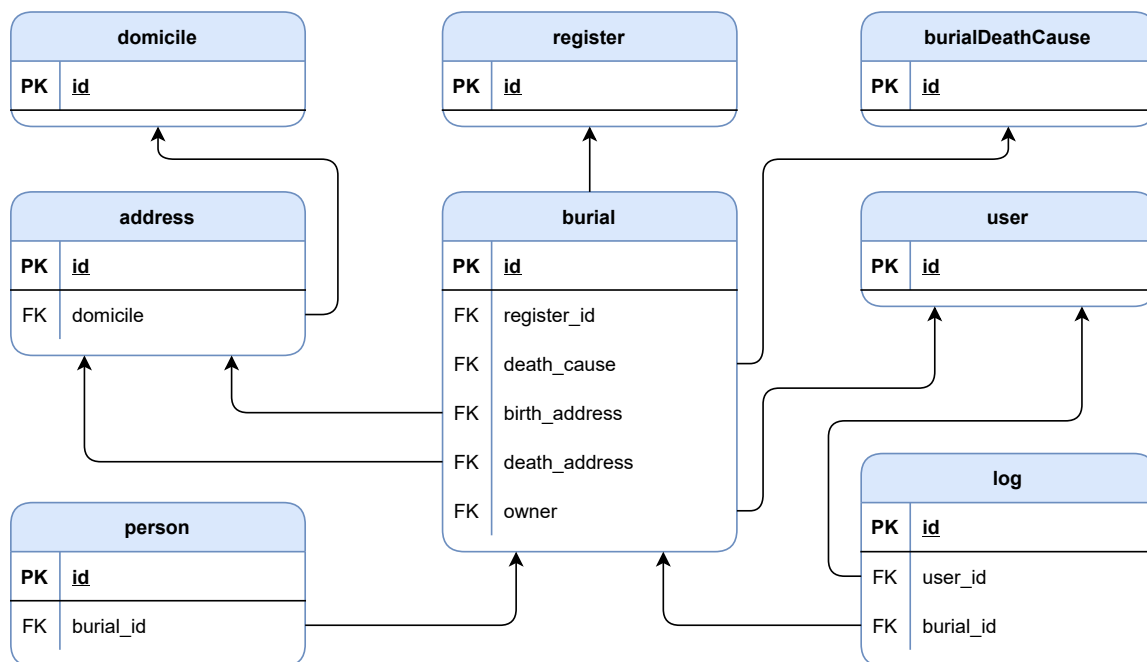 domicile
PK id
register
PK id
burialDeathCause
PK id
address
PK id
FK domicile
burial
PK id
FK register_id
FK death_cause
FK birth_address
FK death_address
FK owner
user
PK id
person
PK id
FK burial_id
log
PK id
FK user_id
FK burial_id